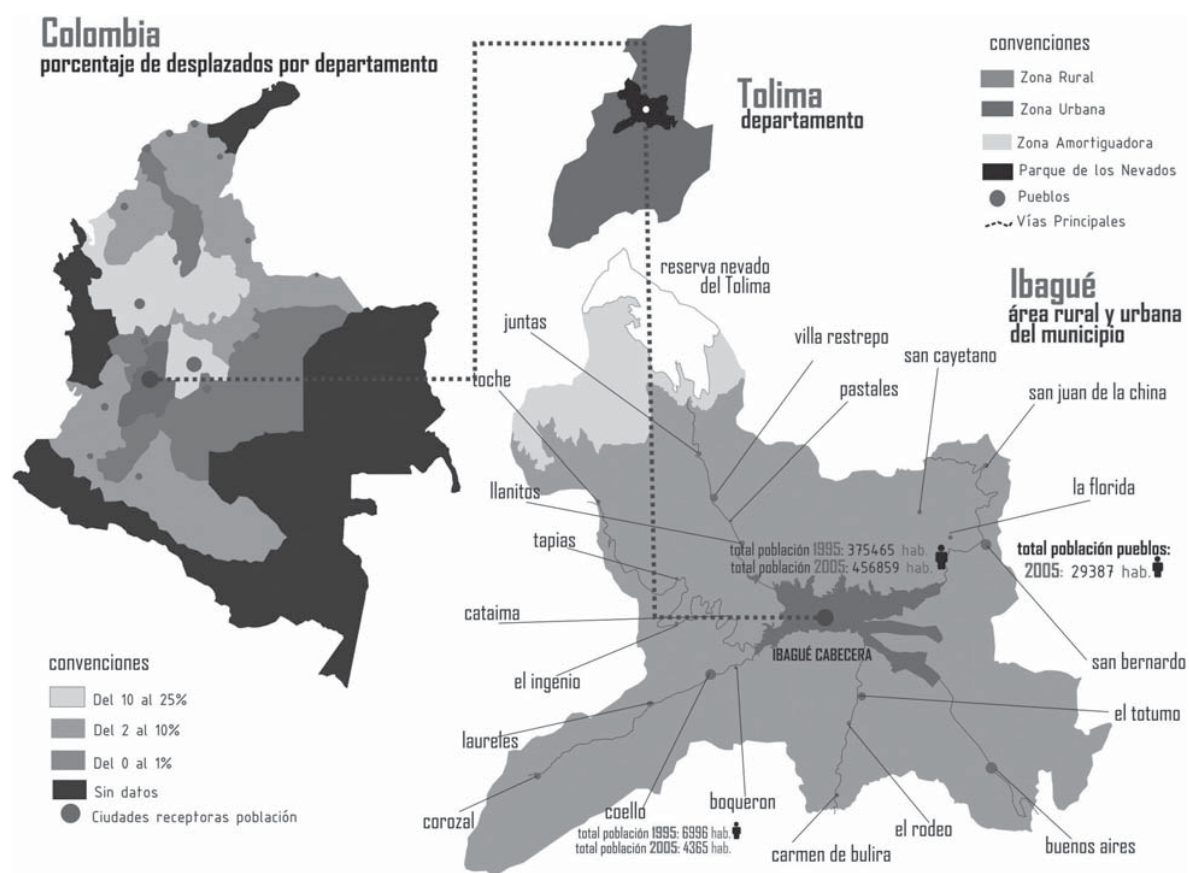 Colombia
porcentaje de desplazados por departamento
convenciones
Del 10 al 25%
Del 2 al 10%
Del 0 al 1%
Sin datos
Ciudades receptoras población
Tolima
departamento
convenciones
Zona Rural
Zona Urbana
Zona Amortiguadora
Parque de los Nevados
Pueblos
Vías Principales
Ibagué
área rural y urbana
del municipio
reserva nevado
del Tolima
juntas
villa restrepo
san cayetano
toche
pastales
san juan de la china
llanitos
la florida
tapias
total población 1995: 375465 hab.
total población 2005: 456859 hab.
total población pueblos:
2005: 29387 hab.
cataima
IBAGUÉ CABECERA
san bernardo
el ingenio
el totumo
laureles
corozal
coello
total población 1995: 6996 hab.
total población 2005: 4365 hab.
boqueron
carmen de bulira
el rodeo
buenos aires